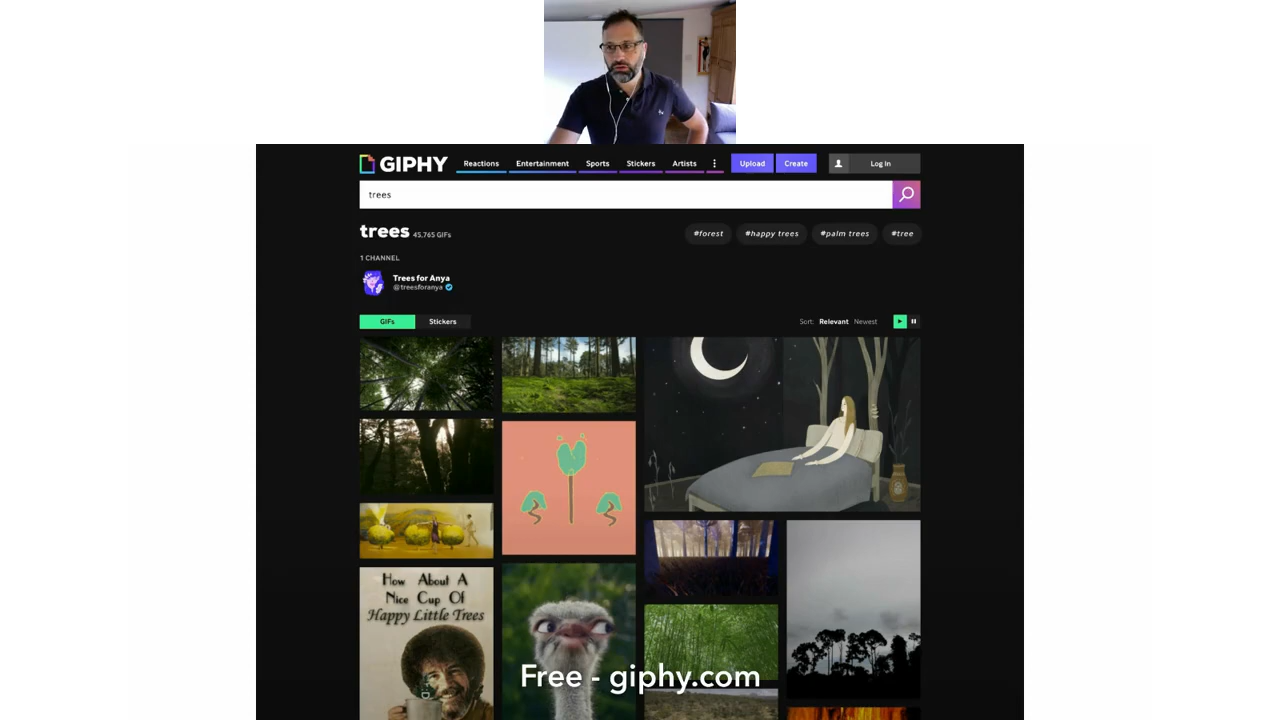 GIPHY
Reactions Entertainment Sports Stickers Artists
Upload Create Log In
trees
trees 45,765 GIFs
#forest #happy trees #palm trees #tree
1 CHANNEL
Trees for Anya
@treesforanya
GIFs Stickers
Sort: Relevant Newest
How About A
Nice Cup Of
Happy Little Trees
Free - giphy.com